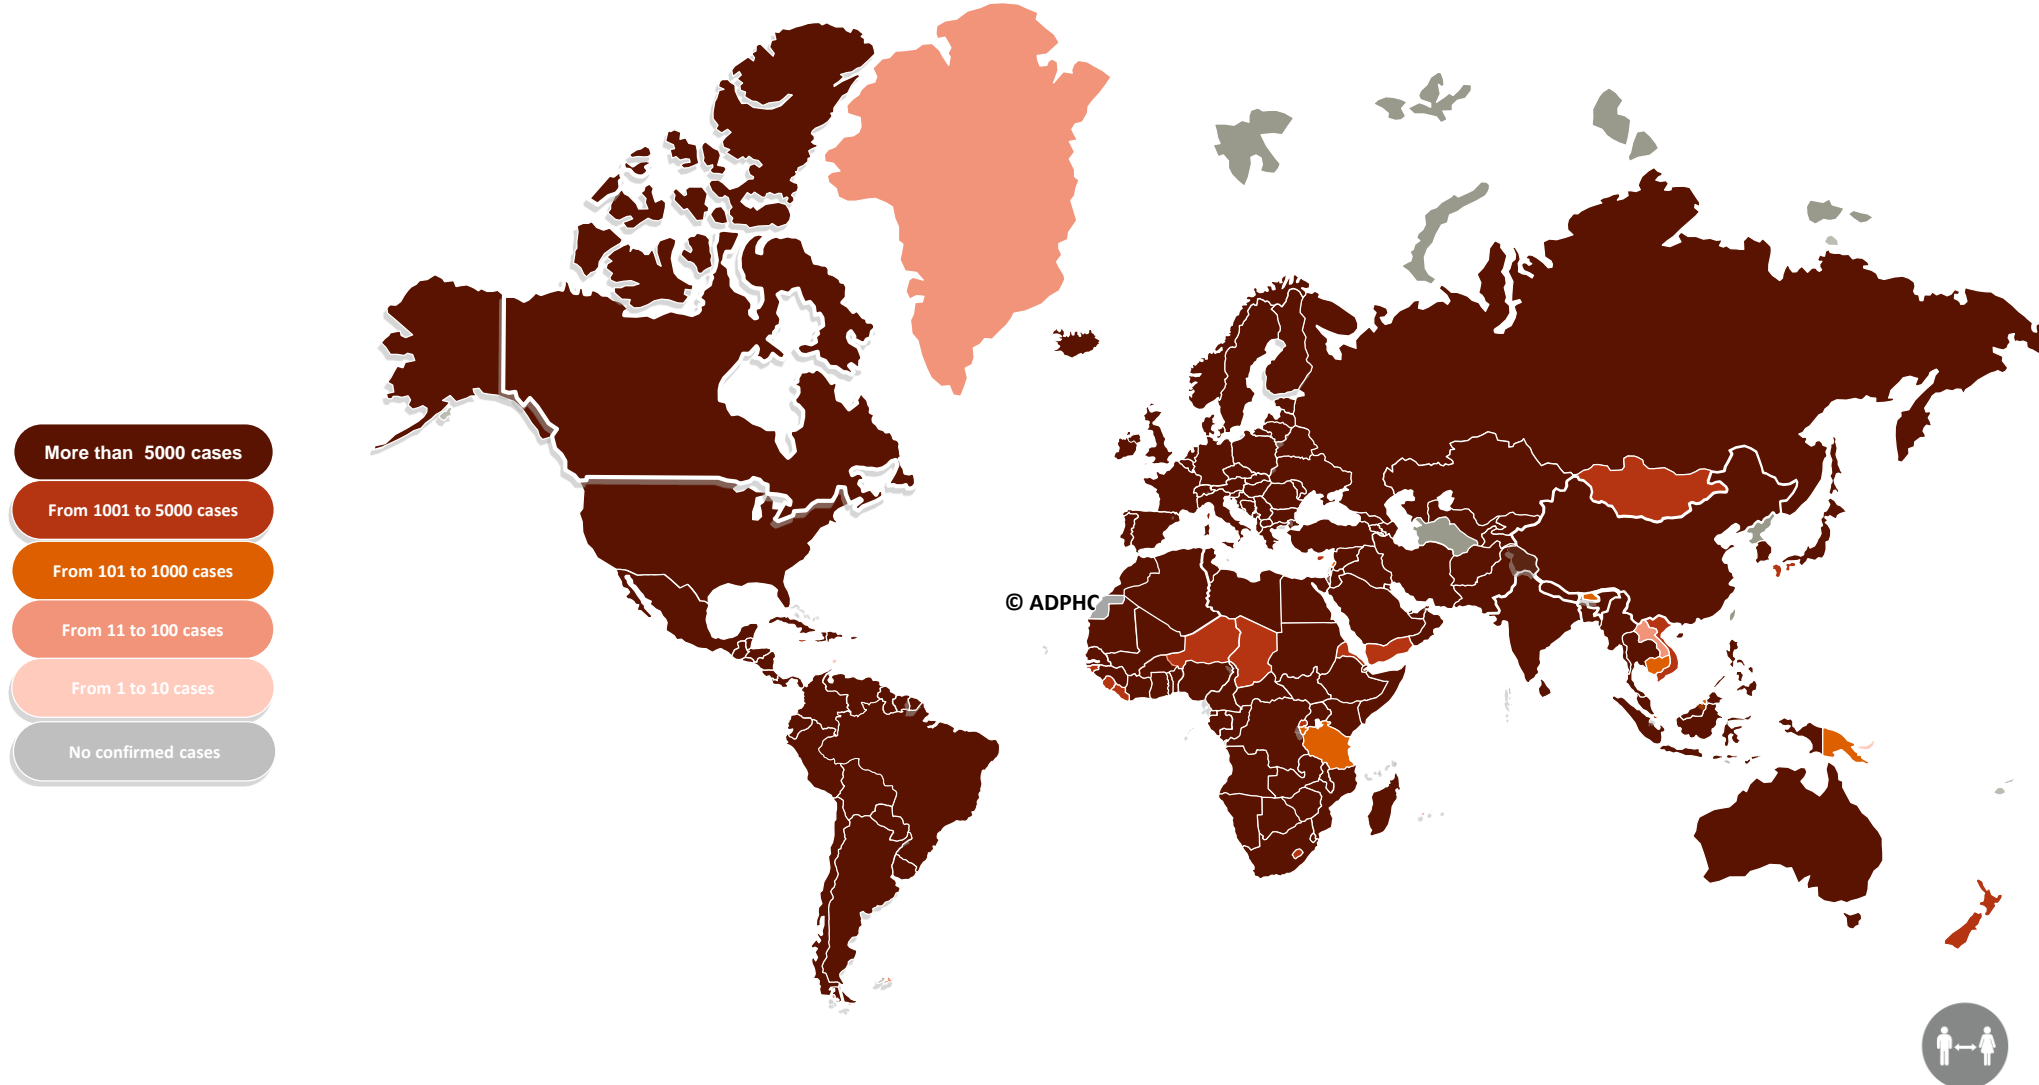 More than 5000 cases
From 1001 to 5000 cases
From 101 to 1000 cases
From 11 to 100 cases
From 1 to 10 cases
No confirmed cases
© ADPHC